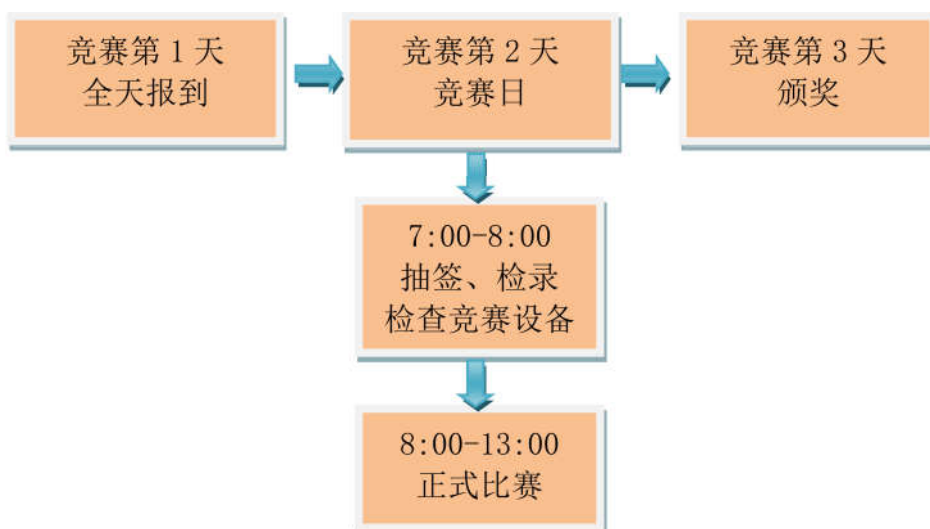 竞赛第 1 天
全天报到
竞赛第 2 天
竞赛日
竞赛第 3 天
颁奖
7:00-8:00
抽签、检录
检查竞赛设备
8:00-13:00
正式比赛